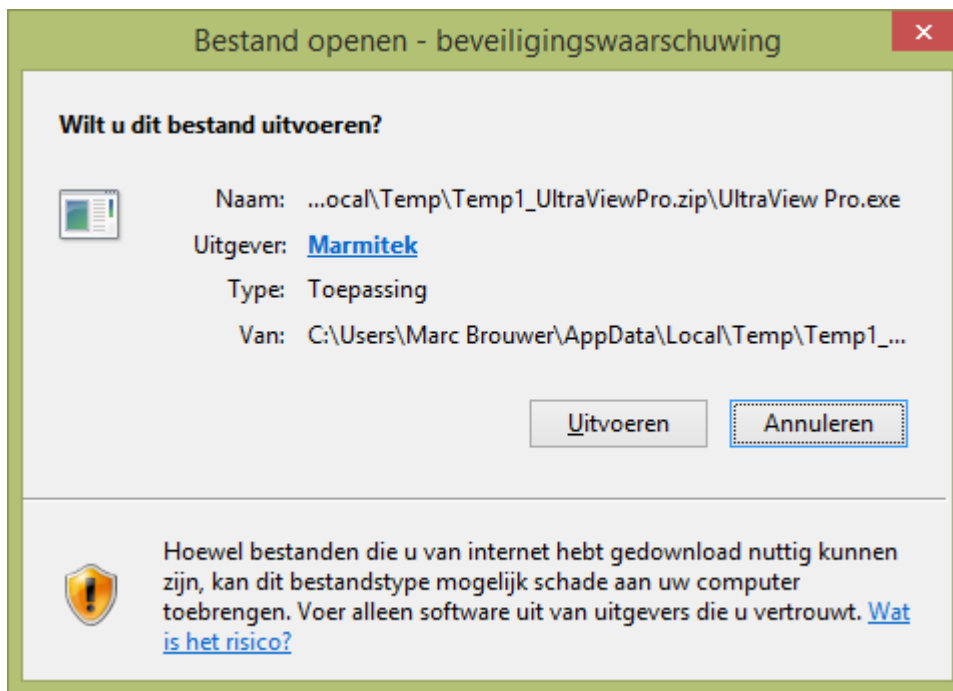 Bestand openen - beveiligingswaarschuwing
Wilt u dit bestand uitvoeren?
Naam: ...ocal\Temp\Temp1_UltraViewPro.zip\UltraView Pro.exe
Uitgever: Marmitek
Type: Toepassing
Van: C:\Users\Marc Brouwer\AppData\Local\Temp\Temp1_...
Uitvoeren Annuleren
Hoewel bestanden die u van internet hebt gedownload nuttig kunnen
zijn, kan dit bestandstype mogelijk schade aan uw computer
toebrengen. Voer alleen software uit van uitgevers die u vertrouwt. Wat
is het risico?